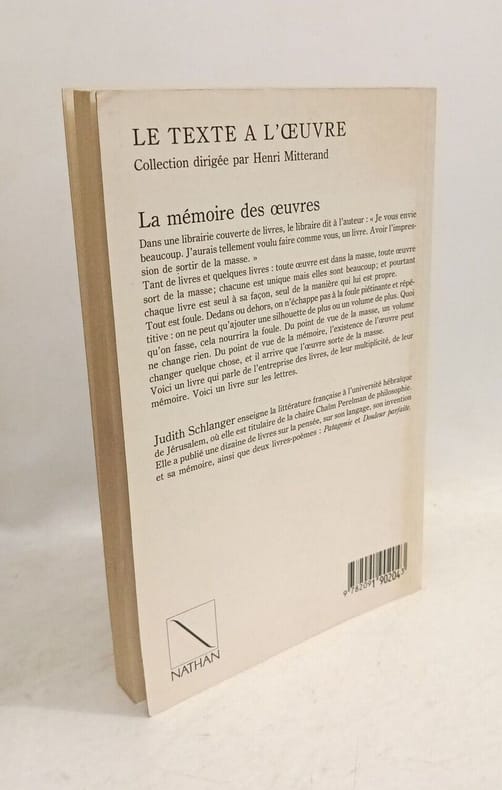 LE TEXTE A L'ŒUVRE
Collection dirigée par Henri Mitterand
La mémoire des œuvres
Dans une librairie couverte de livres, le libraire dit à l'auteur : « Je vous envie
beaucoup. J'aurais tellement voulu faire comme vous, un livre. Avoir l'impres-
sion de sortir de la masse. »
Tant de livres et quelques livres : toute œuvre est dans la masse, toute œuvre
sort de la masse ; chacune est unique mais elles sont beaucoup ; et pourtant
chaque livre est seul à sa façon, seul de la manière qui lui est propre.
Tout est foule. Dedans ou dehors, on n'échappe pas à la foule piétinante et répé-
titive : on ne peut qu'ajouter une silhouette de plus ou un volume de plus. Quoi
qu'on fasse, cela nourrira la foule. Du point de vue de la masse, un volume
ne change rien. Du point de vue de la mémoire, l'existence de l'œuvre peut
changer quelque chose, et il arrive que l'œuvre sorte de la masse.
Voici un livre qui parle de l'entreprise des livres, de leur multiplicité, de leur
mémoire. Voici un livre sur les lettres.
Judith Schlanger enseigne la littérature française à l'université hébraïque
de Jérusalem, où elle est titulaire de la chaire Chaïm Perelman de philosophie.
Elle a publié une dizaine de livres sur la pensée, sur son langage, son invention
et sa mémoire, ainsi que deux livres-poèmes : Patagonie et Douleur parfaite.
9 782091 902043
NATHAN